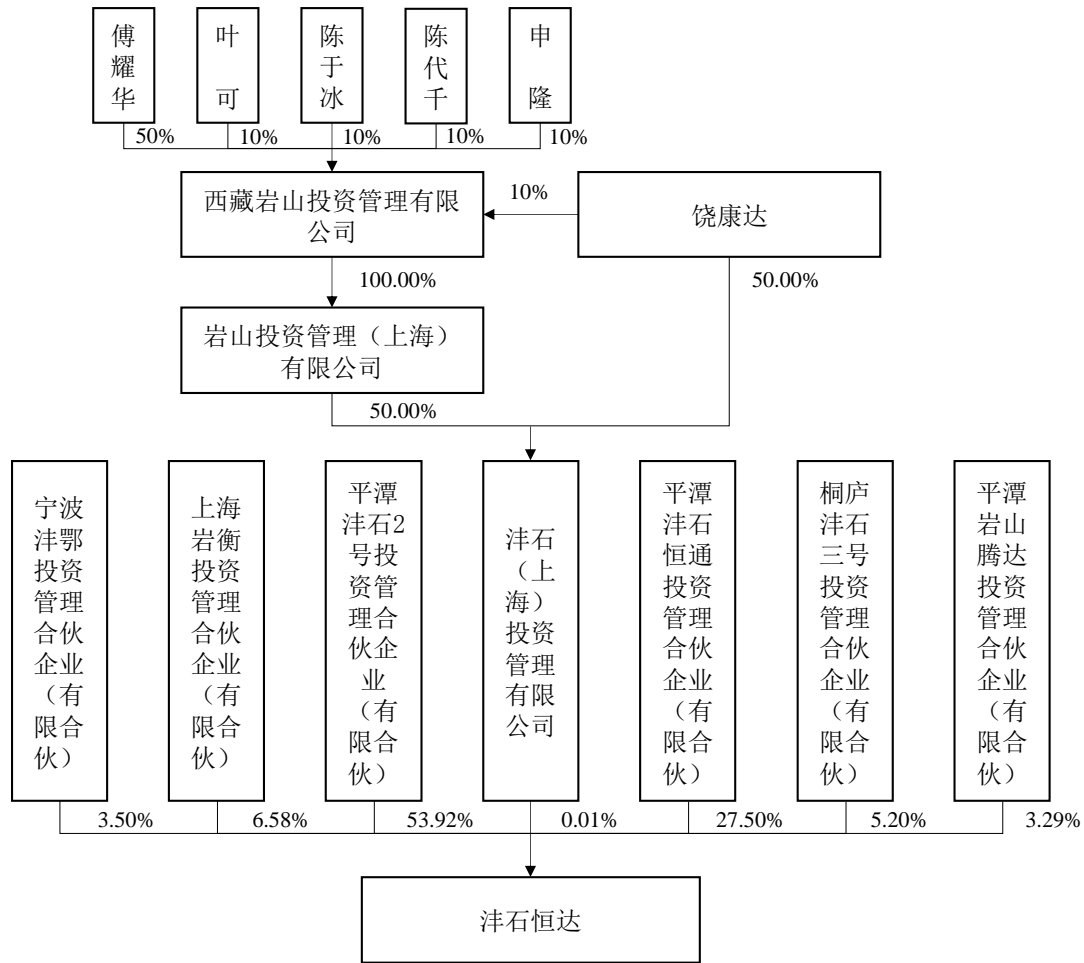 傅
耀
华
叶
可
陈
于
冰
陈
代
千
申
隆
50%
10%
10%
10%
10%
西藏岩山投资管理有限
公司
10%
饶康达
100.00%
50.00%
岩山投资管理（上海）
有限公司
50.00%
宁波
沣鄂
投资
管理
合伙
企业
（有
限合
伙）
上海
岩衡
投资
管理
合伙
企业
（有
限合
伙）
平潭
沣石2
号投
资管
理合
伙企
业
（有
限合
伙）
沣石
（上
海）
投资
管理
有限
公司
平潭
沣石
恒通
投资
管理
合伙
企业
（有
限合
伙）
桐庐
沣石
三号
投资
管理
合伙
企业
（有
限合
伙）
平潭
岩山
腾达
投资
管理
合伙
企业
（有
限合
伙）
3.50%
6.58%
53.92%
0.01%
27.50%
5.20%
3.29%
沣石恒达